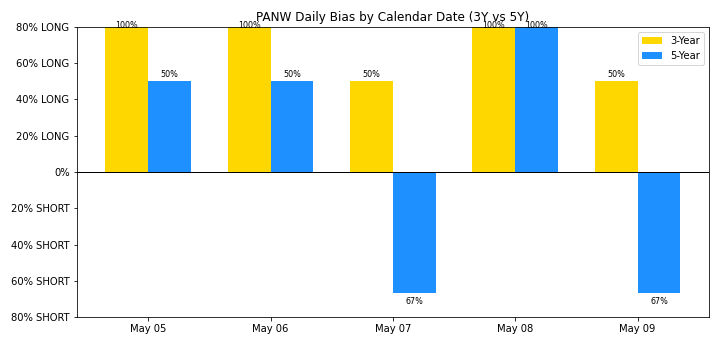 PANW Daily Bias by Calendar Date (3Y vs 5Y)
80% LONG
60% LONG
40% LONG
20% LONG
0%
20% SHORT
40% SHORT
60% SHORT
80% SHORT
100%
50%
100%
50%
50%
67%
100%
100%
50%
67%
3-Year
5-Year
May 05
May 06
May 07
May 08
May 09